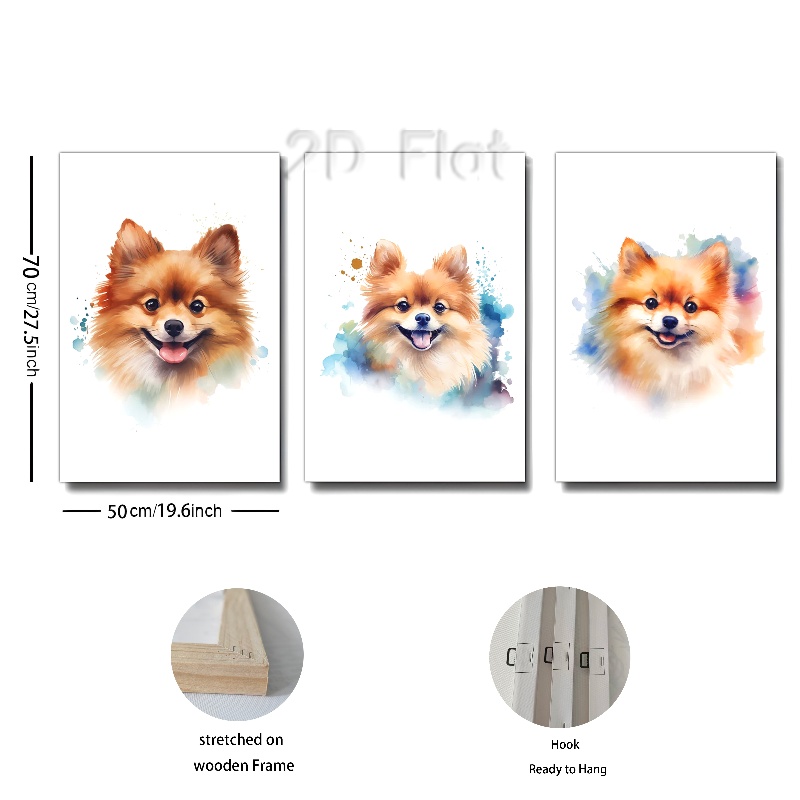 2D Flat
70 cm/27.5inch
50cm/19.6inch
stretched on
wooden Frame
Hook
Ready to Hang